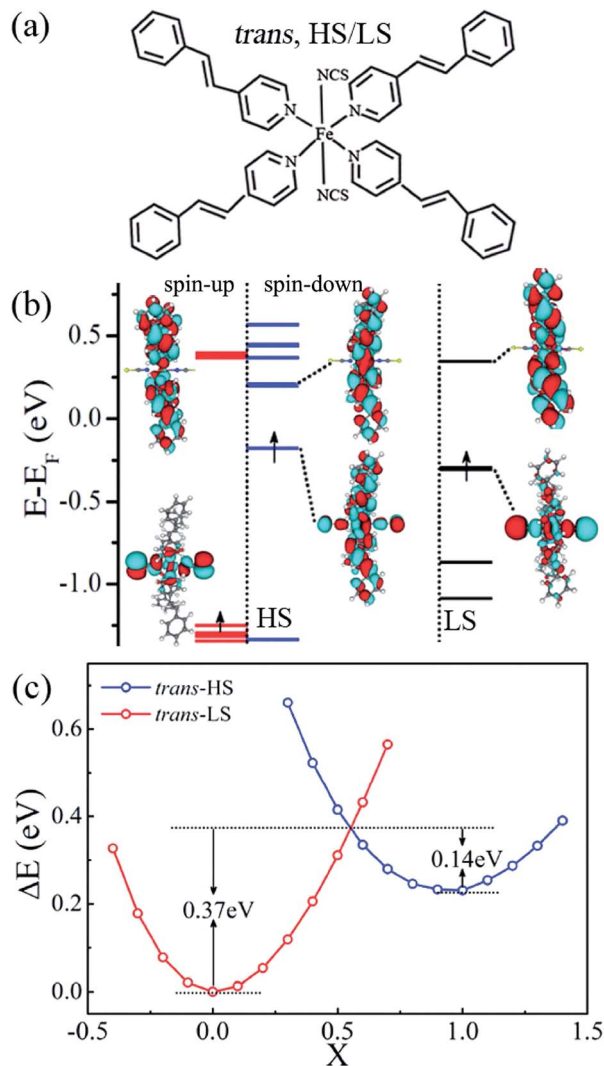 (a)
trans, HS/LS
NCS
N
N
Fe
N
N
NCS
(b)
spin-up
spin-down
0.5
0.0
-0.5
-1.0
E-E_F (eV)
HS
LS
(c)
trans-HS
trans-LS
0.6
0.4
0.2
0.0
ΔE (eV)
0.37eV
0.14eV
-0.5 0.0 0.5 1.0 1.5
X